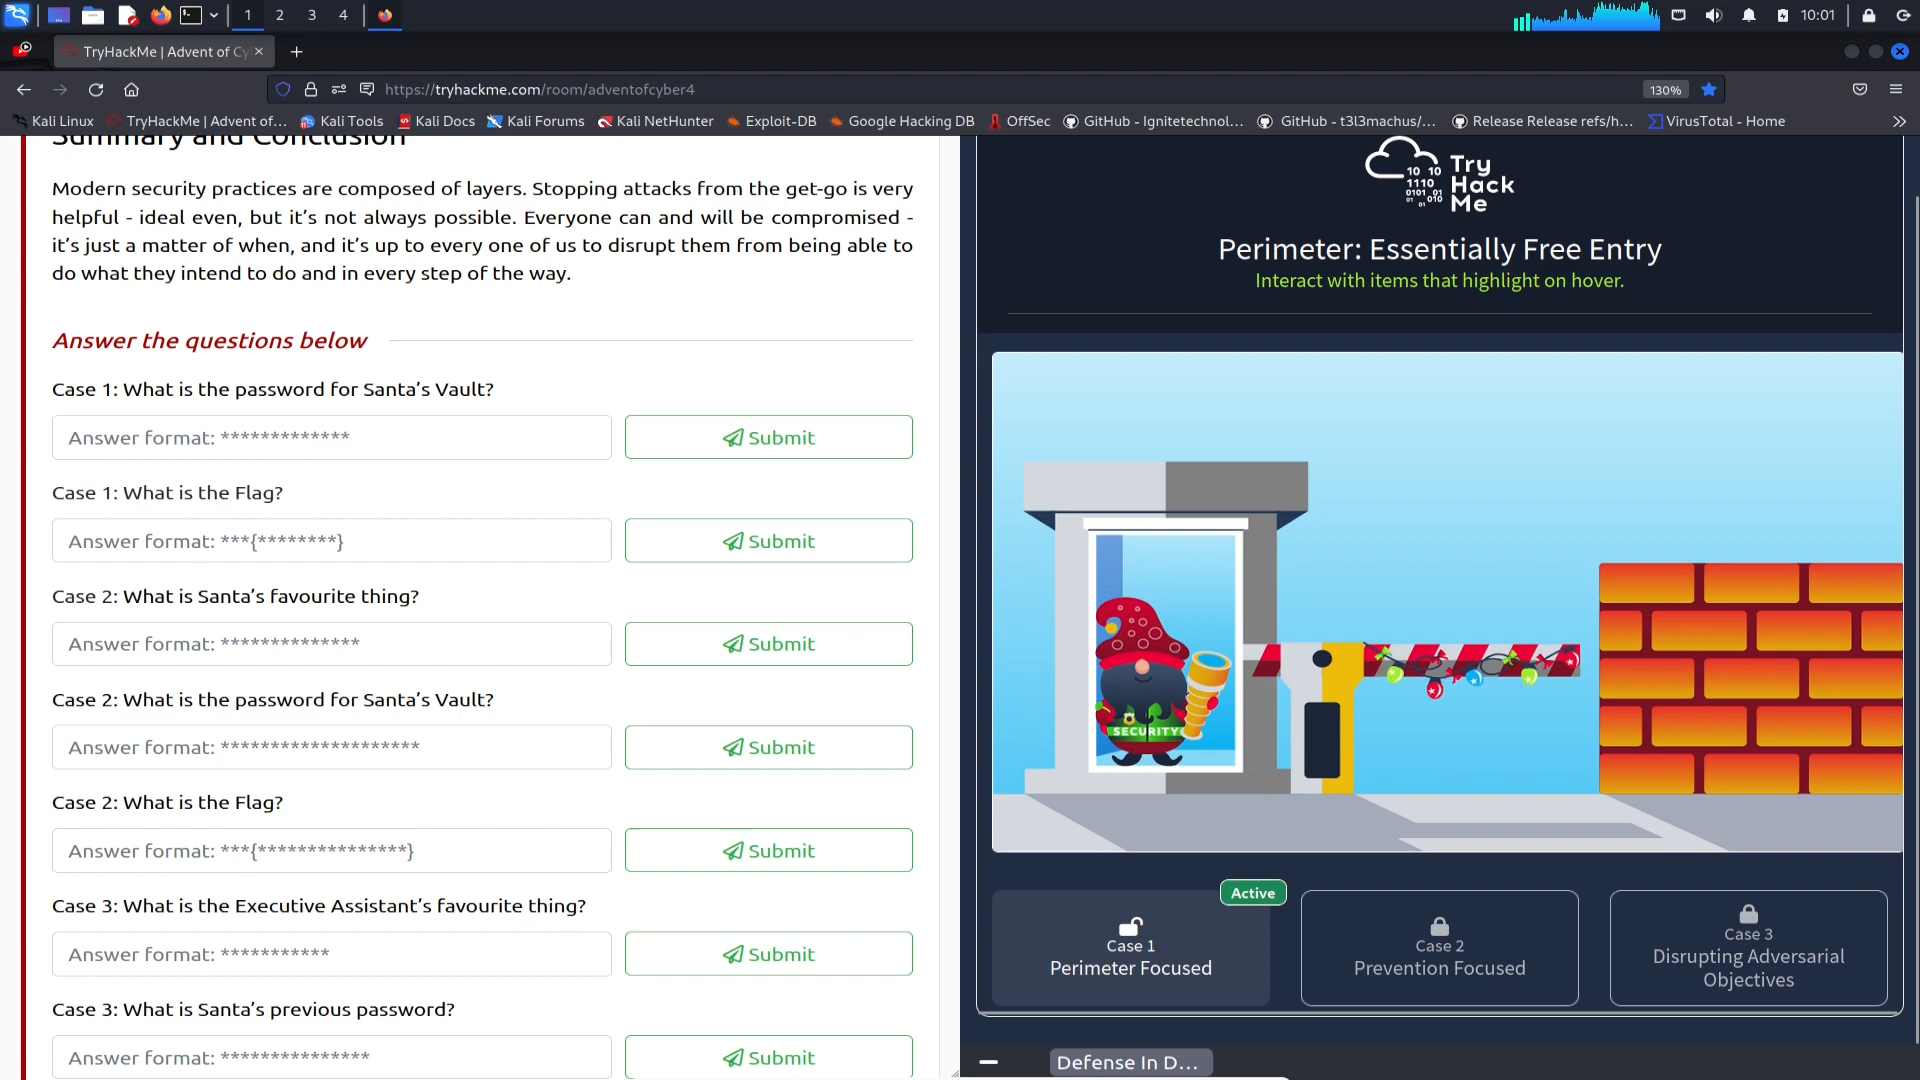 1
2
3
4
10:01
TryHackMe | Advent of Cy
https://tryhackme.com/room/adventofcyber4
130%
Kali Linux
TryHackMe | Advent of...
Kali Tools
Kali Docs
Kali Forums
Kali NetHunter
Exploit-DB
Google Hacking DB
OffSec
GitHub - Ignitetechnol...
GitHub - t3l3machus/...
Release Release refs/h...
VirusTotal - Home
Summary and Conclusion
Modern security practices are composed of layers. Stopping attacks from the get-go is very
helpful - ideal even, but it’s not always possible. Everyone can and will be compromised -
it’s just a matter of when, and it’s up to every one of us to disrupt them from being able to
do what they intend to do and in every step of the way.
Answer the questions below
Case 1: What is the password for Santa’s Vault?
Answer format: *************
Submit
Case 1: What is the Flag?
Answer format: ***{********}
Submit
Case 2: What is Santa’s favourite thing?
Answer format: **************
Submit
Case 2: What is the password for Santa’s Vault?
Answer format: ********************
Submit
Case 2: What is the Flag?
Answer format: ***{***************}
Submit
Case 3: What is the Executive Assistant’s favourite thing?
Answer format: ***********
Submit
Case 3: What is Santa’s previous password?
Answer format: ***************
Submit
10 10
1110
0101 01
01 010
01
Try
Hack
Me
Perimeter: Essentially Free Entry
Interact with items that highlight on hover.
SECURITY
Active
Case 1
Perimeter Focused
Case 2
Prevention Focused
Case 3
Disrupting Adversarial
Objectives
Defense In D...